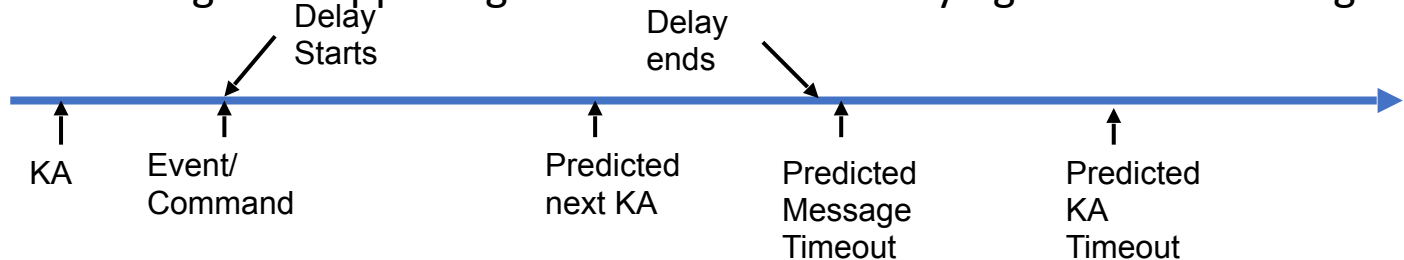 Delay
Starts
Delay
ends
KA
Event/
Command
Predicted
next KA
Predicted
Message
Timeout
Predicted
KA
Timeout